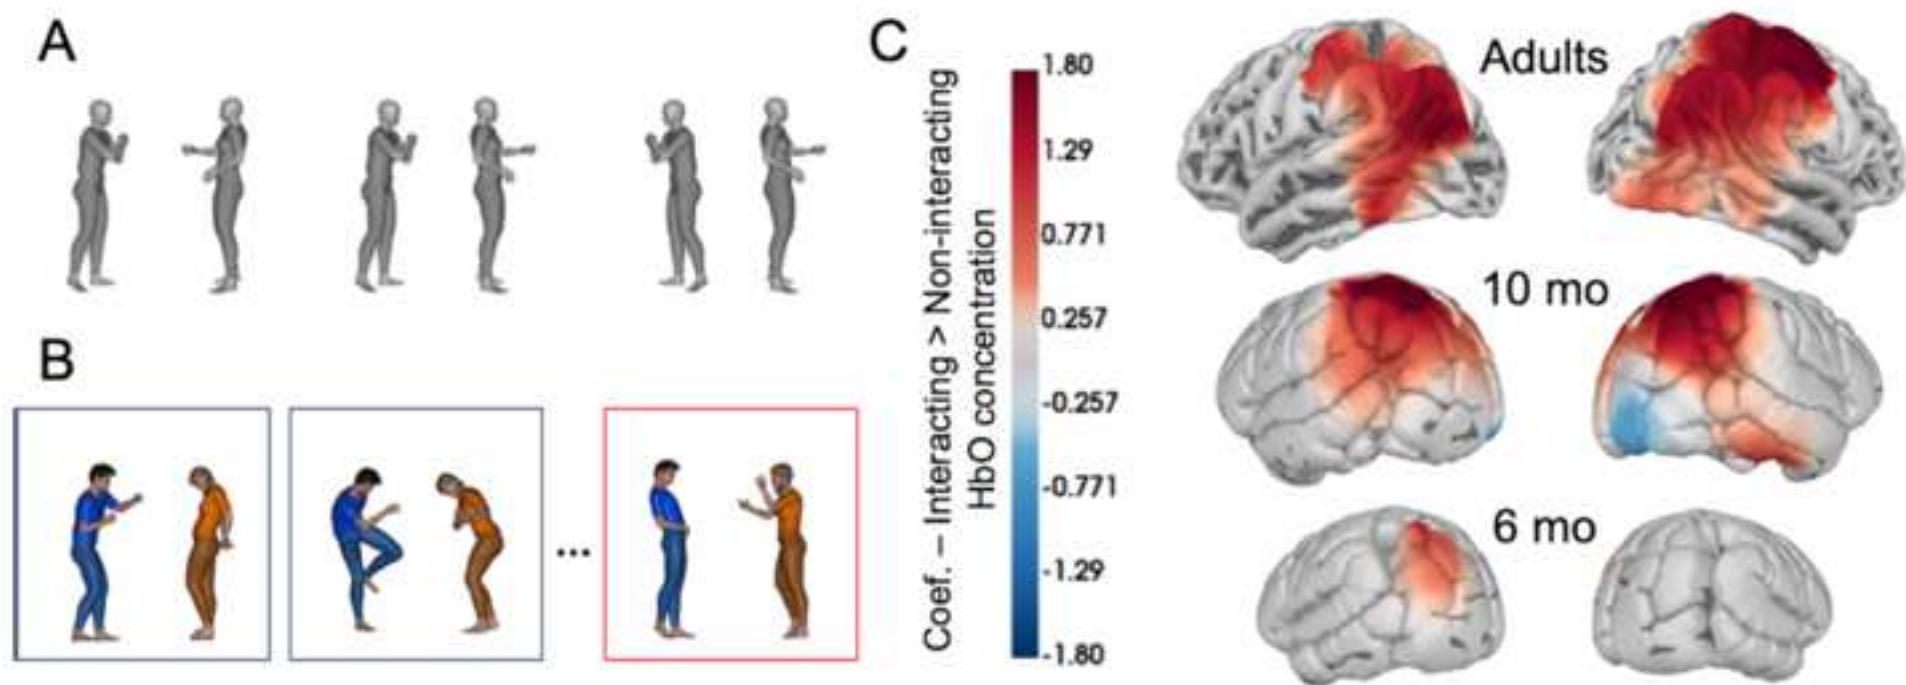 A
B
...
C
Coef. – Interacting > Non-interacting
HbO concentration
1.80
1.29
0.771
0.257
-0.257
-0.771
-1.29
-1.80
Adults
10 mo
6 mo